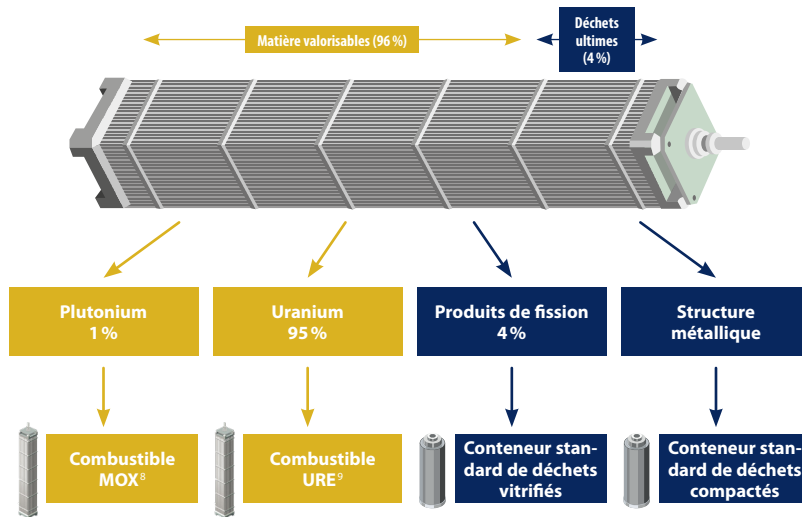 Matière valorisables (96 %)
Déchets
ultimes
(4 %)
Plutonium
1 %
Uranium
95 %
Produits de fission
4 %
Structure
métallique
Combustible
MOX⁸
Combustible
URE⁹
Conteneur stan-
dard de déchets
vitrifiés
Conteneur stan-
dard de déchets
compactés